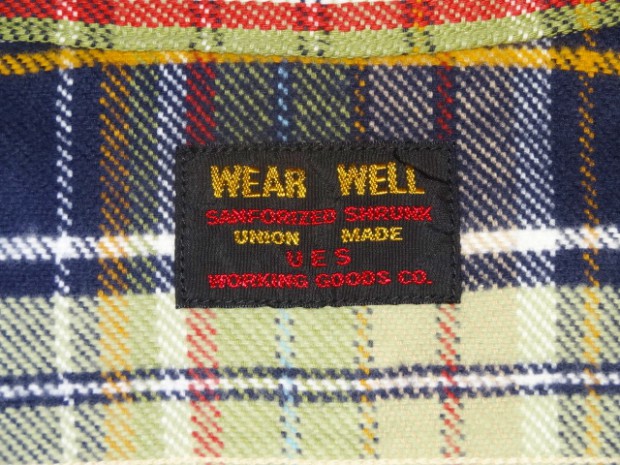 WEAR WELL
SANFORIZED SHRUNK
UNION MADE
UES
WORKING GOODS CO.